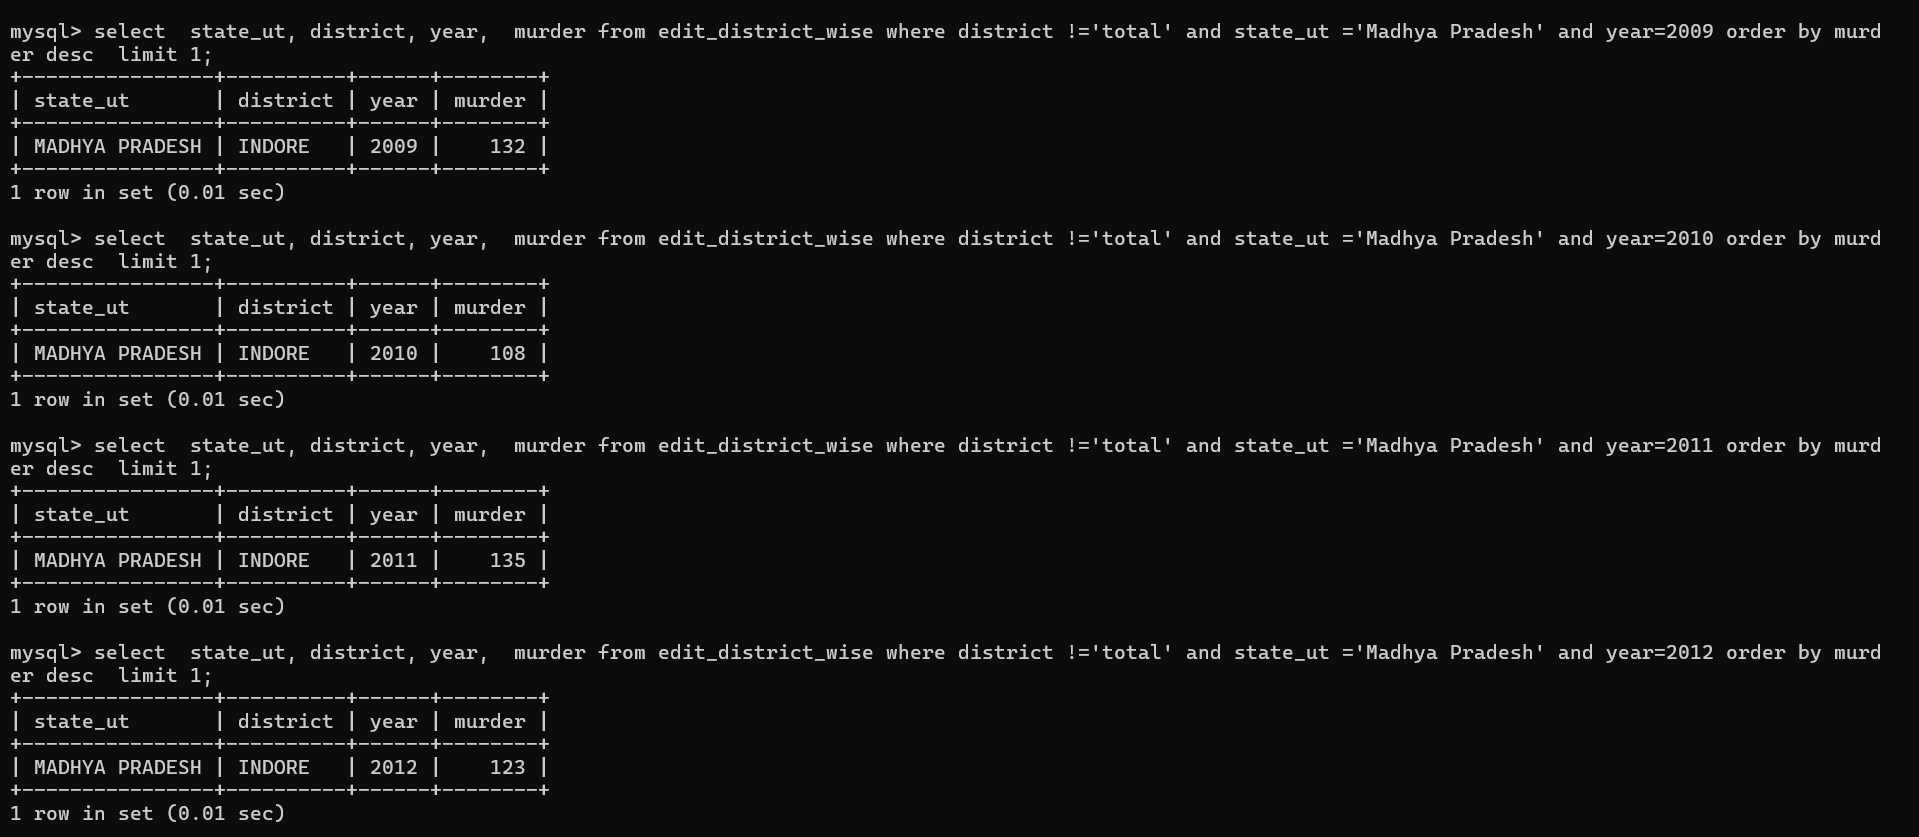 mysql> select  state_ut, district, year,  murder from edit_district_wise where district !='total' and state_ut ='Madhya Pradesh' and year=2009 order by murd
er desc  limit 1;
+----------------+----------+------+--------+
| state_ut       | district | year | murder |
+----------------+----------+------+--------+
| MADHYA PRADESH | INDORE   | 2009 |    132 |
+----------------+----------+------+--------+
1 row in set (0.01 sec)

mysql> select  state_ut, district, year,  murder from edit_district_wise where district !='total' and state_ut ='Madhya Pradesh' and year=2010 order by murd
er desc  limit 1;
+----------------+----------+------+--------+
| state_ut       | district | year | murder |
+----------------+----------+------+--------+
| MADHYA PRADESH | INDORE   | 2010 |    108 |
+----------------+----------+------+--------+
1 row in set (0.01 sec)

mysql> select  state_ut, district, year,  murder from edit_district_wise where district !='total' and state_ut ='Madhya Pradesh' and year=2011 order by murd
er desc  limit 1;
+----------------+----------+------+--------+
| state_ut       | district | year | murder |
+----------------+----------+------+--------+
| MADHYA PRADESH | INDORE   | 2011 |    135 |
+----------------+----------+------+--------+
1 row in set (0.01 sec)

mysql> select  state_ut, district, year,  murder from edit_district_wise where district !='total' and state_ut ='Madhya Pradesh' and year=2012 order by murd
er desc  limit 1;
+----------------+----------+------+--------+
| state_ut       | district | year | murder |
+----------------+----------+------+--------+
| MADHYA PRADESH | INDORE   | 2012 |    123 |
+----------------+----------+------+--------+
1 row in set (0.01 sec)